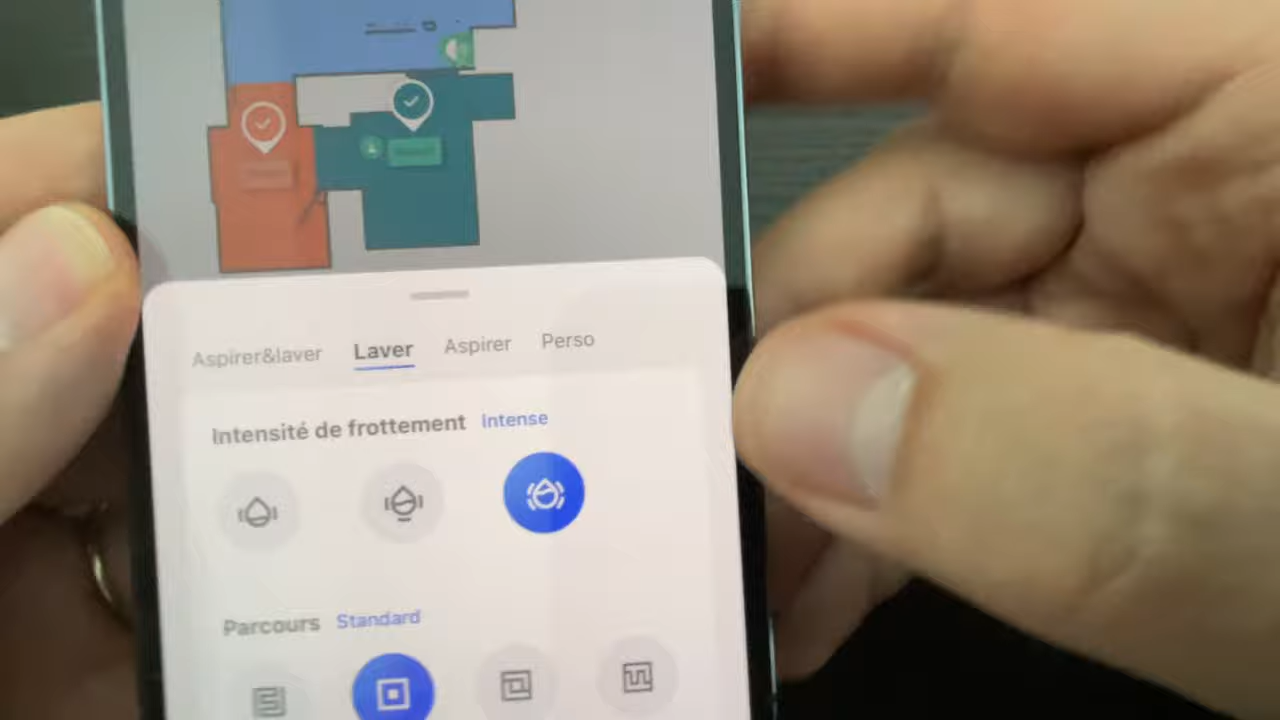 Aspirer&laver Laver Aspirer Perso
Intensité de frottement Intense
Parcours Standard